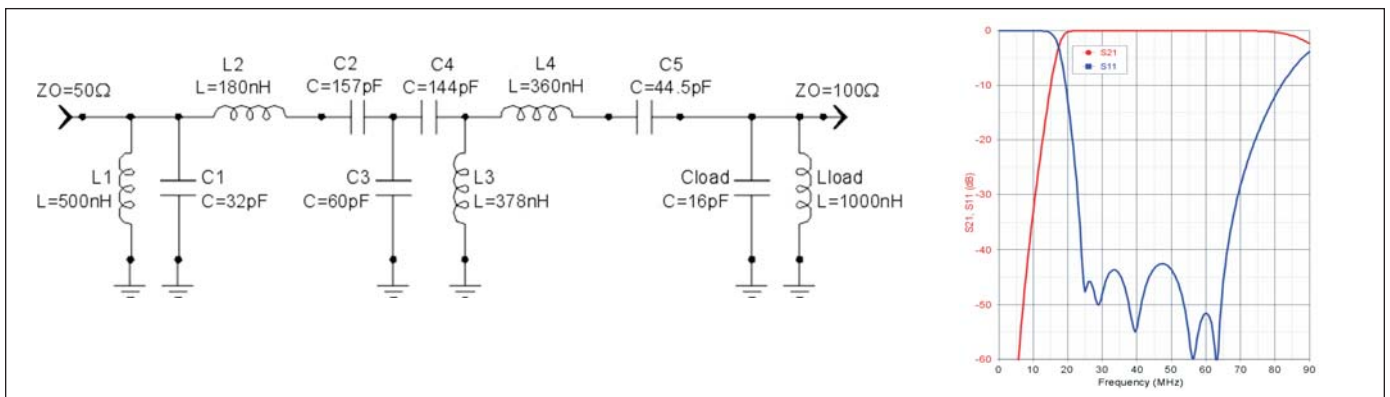 ZO=50Ω
L2
L=180nH
C2
C=157pF
C4
C=144pF
L4
L=360nH
C5
C=44.5pF
ZO=100Ω
L1
L=500nH
C1
C=32pF
C3
C=60pF
L3
L=378nH
Cload
C=16pF
Lload
L=1000nH
S21
S11
S21, S11 (dB)
0
-10
-20
-30
-40
-50
-60
0 10 20 30 40 50 60 70 80 90
Frequency (MHz)